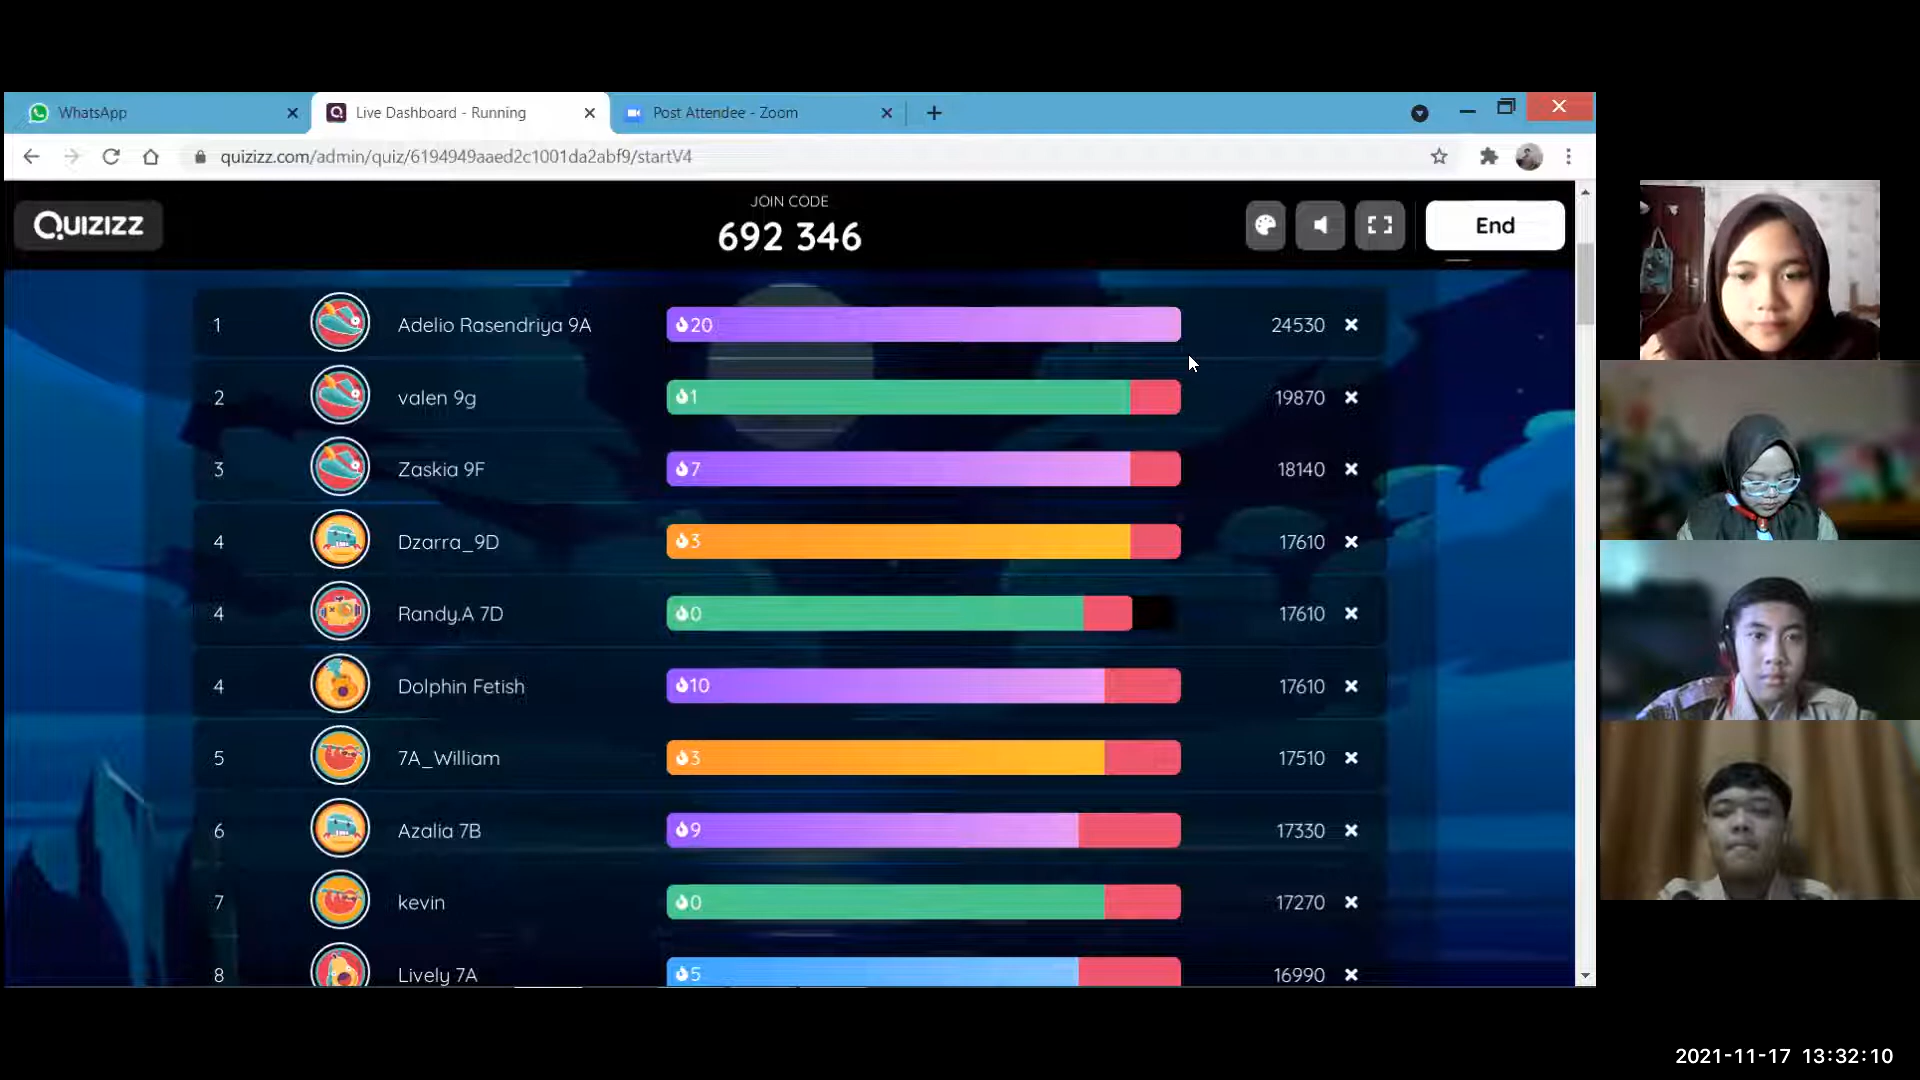 WhatsApp
Live Dashboard - Running
Post Attendee - Zoom
quizizz.com/admin/quiz/6194949aaed2c1001da2abf9/startV4
QUIZIZZ
JOIN CODE
692 346
End
1 Adelio Rasendriya 9A 20 24530
2 valen 9g 1 19870
3 Zaskia 9F 7 18140
4 Dzarra_9D 3 17610
4 Randy.A 7D 0 17610
4 Dolphin Fetish 10 17610
5 7A_William 3 17510
6 Azalia 7B 9 17330
7 kevin 0 17270
8 Lively 7A 5 16990
2021-11-17 13:32:10